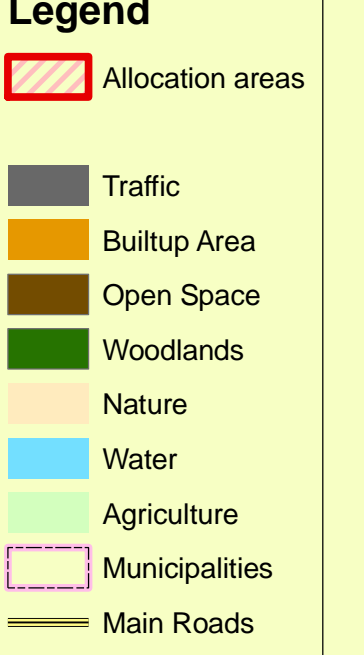 Legend
Allocation areas
Traffic
Builtup Area
Open Space
Woodlands
Nature
Water
Agriculture
Municipalities
Main Roads